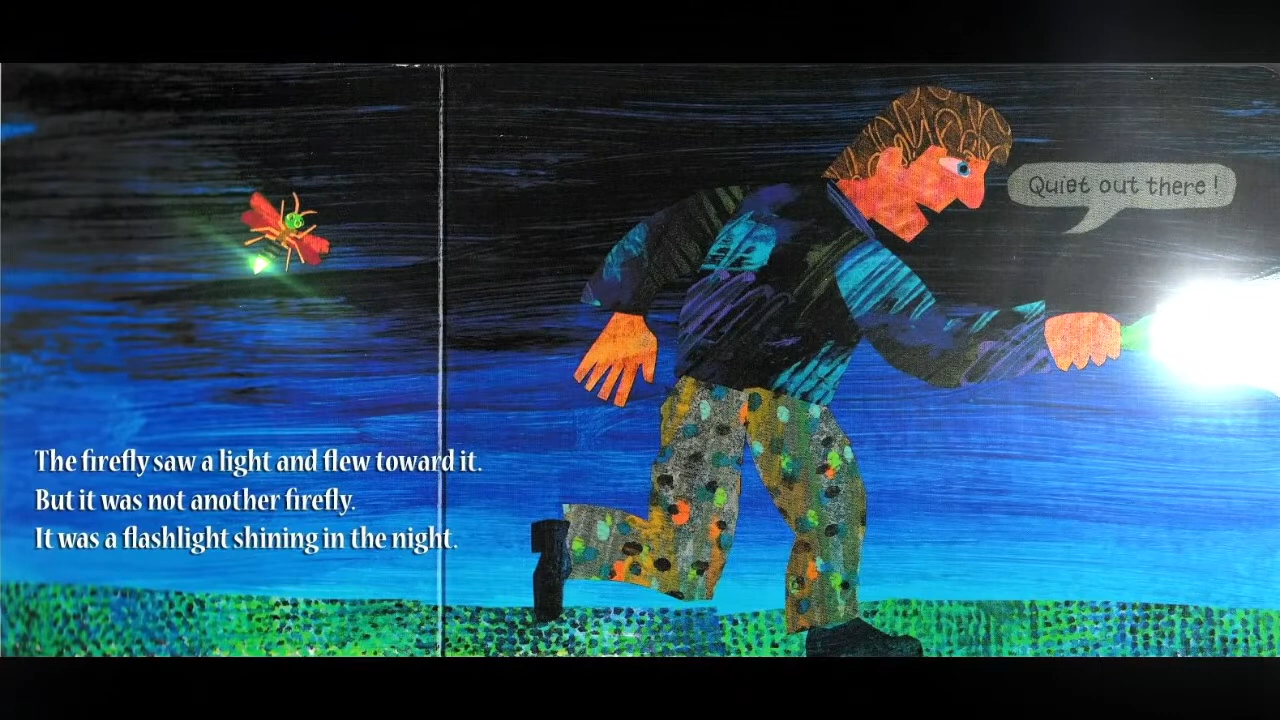 Quiet out there !
The firefly saw a light and flew toward it.
But it was not another firefly.
It was a flashlight shining in the night.